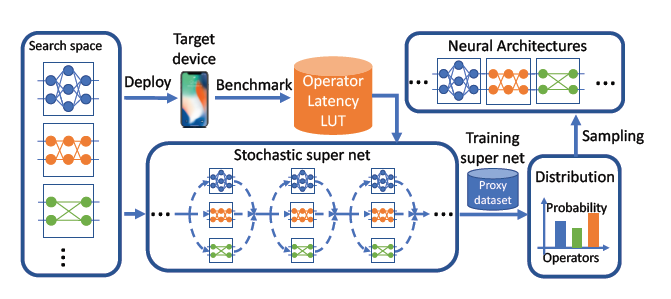 Search space
Target
device
Deploy
Benchmark
Operator
Latency
LUT
Neural Architectures
Stochastic super net
Training
super net
Proxy
dataset
Sampling
Distribution
Probability
Operators